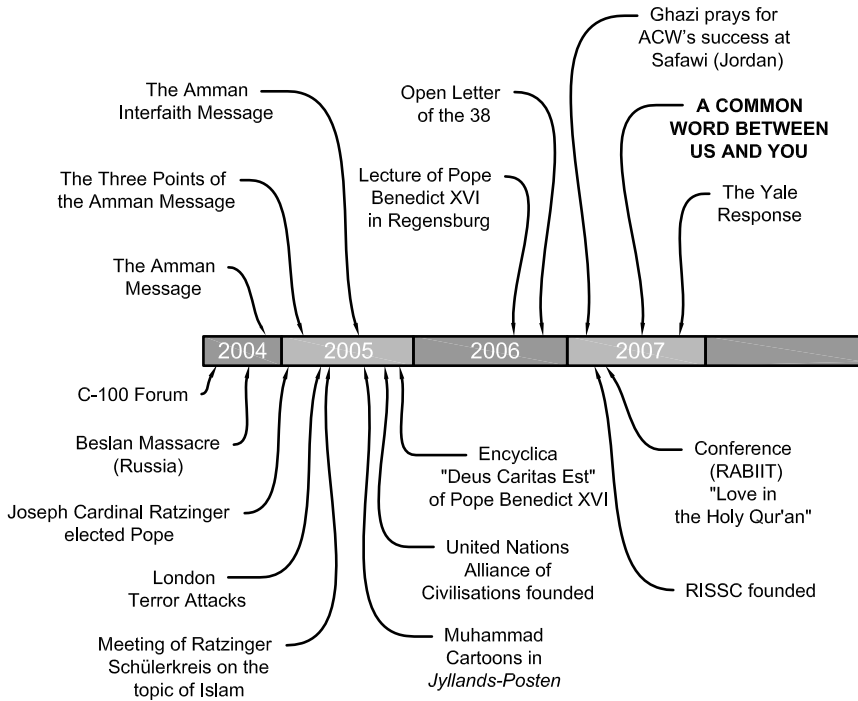 Ghazi prays for
ACW's success at
Safawi (Jordan)
The Amman
Interfaith Message
Open Letter
of the 38
A COMMON
WORD BETWEEN
US AND YOU
The Three Points of
the Amman Message
Lecture of Pope
Benedict XVI
in Regensburg
The Yale
Response
The Amman
Message
2004
2005
2006
2007
C-100 Forum
Beslan Massacre
(Russia)
Encyclica
"Deus Caritas Est"
of Pope Benedict XVI
Conference
(RABIIT)
"Love in
the Holy Qur'an"
Joseph Cardinal Ratzinger
elected Pope
United Nations
Alliance of
Civilisations founded
London
Terror Attacks
RISSC founded
Meeting of Ratzinger
Schülerkreis on the
topic of Islam
Muhammad
Cartoons in
Jyllands-Posten